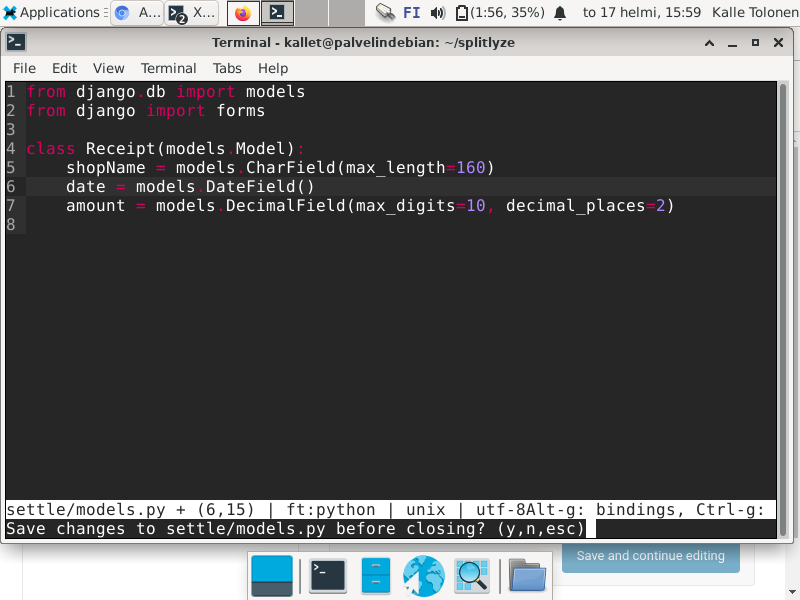 Applications
A...
2
X...
FI
(1:56, 35%)
to 17 helmi, 15:59
Kalle Tolonen
Terminal - kallet@palvelindebian: ~/splitlyze
File Edit View Terminal Tabs Help
1 from django.db import models
2 from django import forms
3
4 class Receipt(models.Model):
5     shopName = models.CharField(max_length=160)
6     date = models.DateField()
7     amount = models.DecimalField(max_digits=10, decimal_places=2)
8
settle/models.py + (6,15) | ft:python | unix | utf-8Alt-g: bindings, Ctrl-g:
Save changes to settle/models.py before closing? (y,n,esc)
Save and continue editing